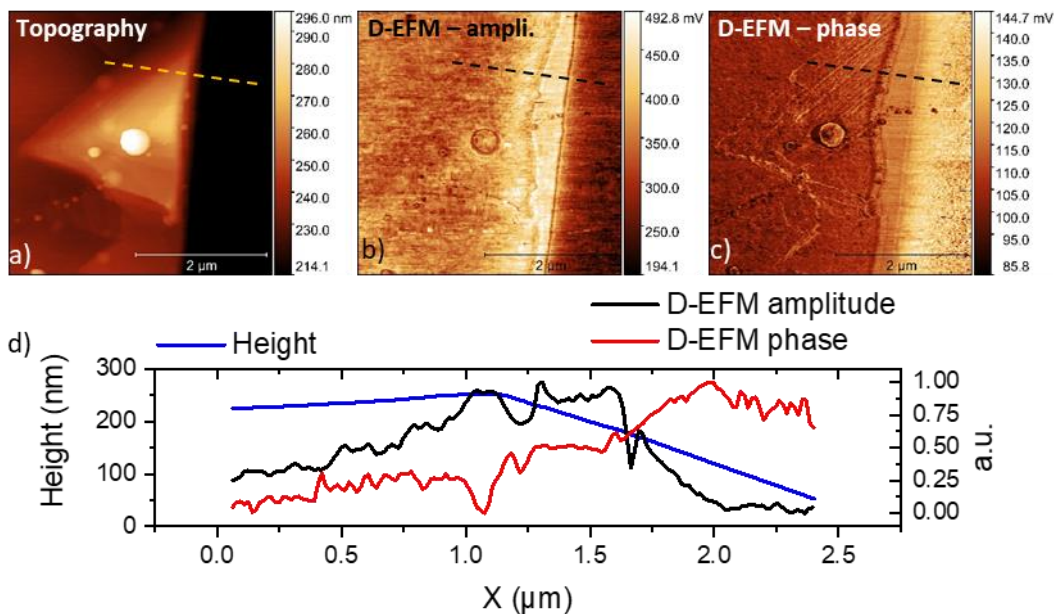 Topography
296.0 nm
290.0
280.0
270.0
260.0
250.0
240.0
230.0
214.1
a)
2 µm
D-EFM – ampli.
492.8 mV
450.0
400.0
350.0
300.0
250.0
194.1
b)
2 µm
D-EFM – phase
144.7 mV
140.0
135.0
130.0
125.0
120.0
115.0
110.0
105.0
100.0
95.0
85.8
c)
2 µm
d)
Height
D-EFM amplitude
D-EFM phase
Height (nm)
300
200
100
0
1.00
0.75
0.50
0.25
0.00
a.u.
0.0 0.5 1.0 1.5 2.0 2.5
X (µm)